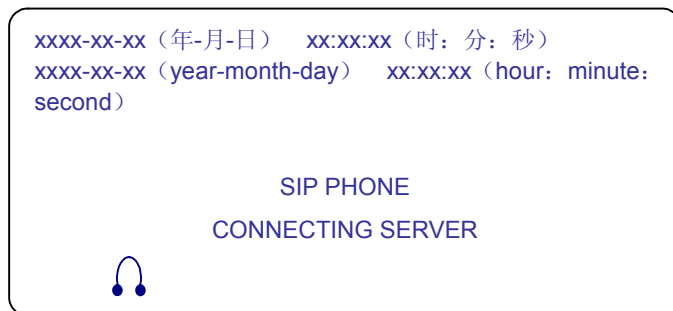 xxxx-xx-xx（年-月-日） xx:xx:xx（时：分：秒）
xxxx-xx-xx（year-month-day） xx:xx:xx（hour：minute：
second）
SIP PHONE
CONNECTING SERVER